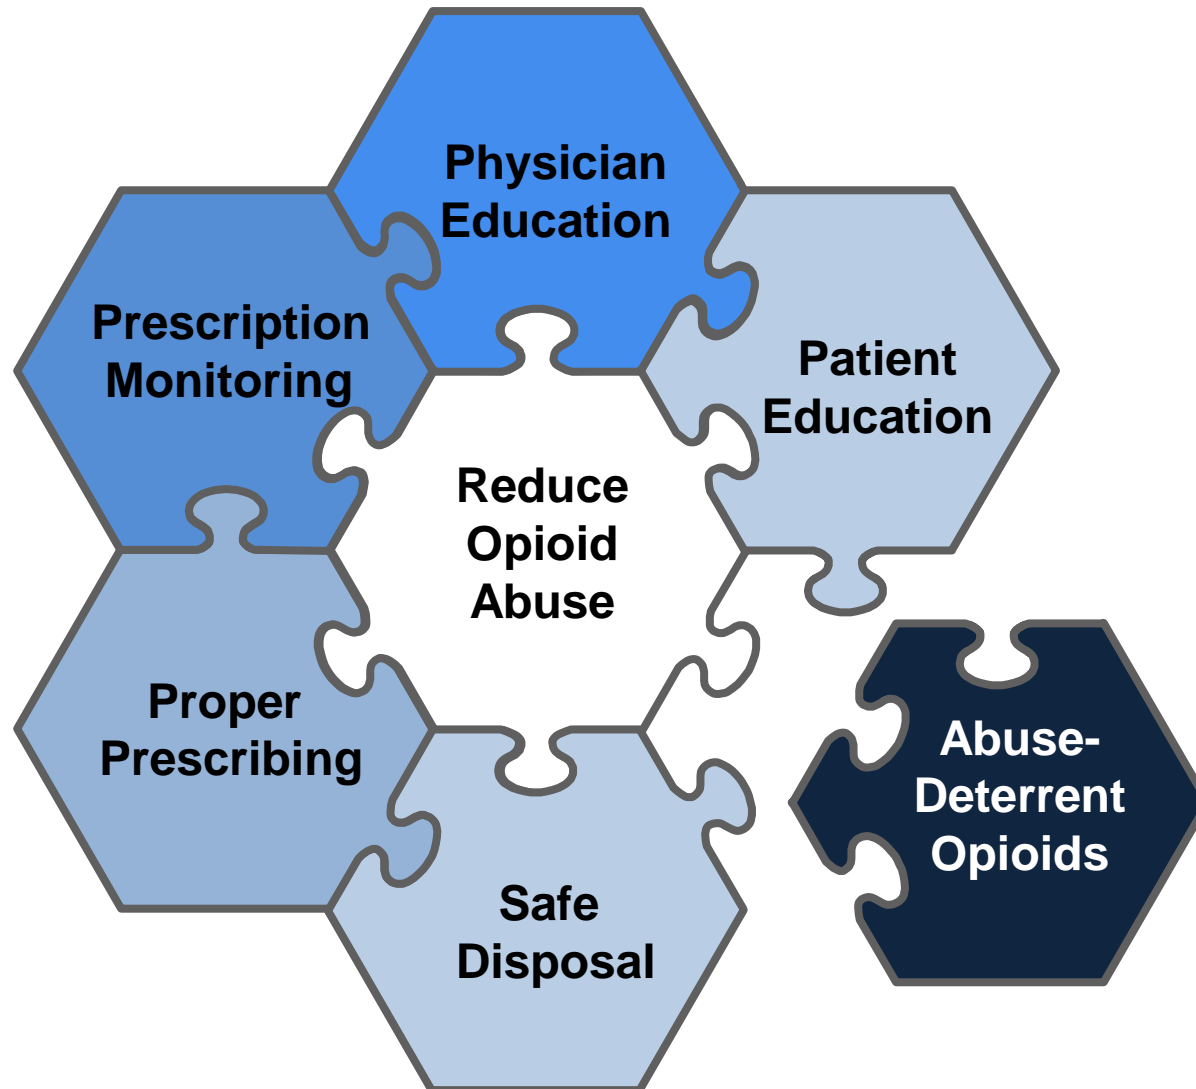 Physician
Education
Prescription
Monitoring
Patient
Education
Reduce
Opioid
Abuse
Proper
Prescribing
Abuse-
Deterrent
Opioids
Safe
Disposal